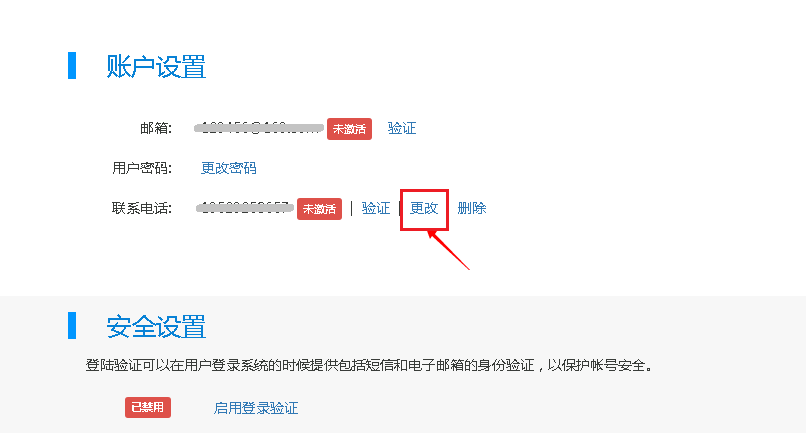 账户设置
邮箱: 未激活 验证
用户密码: 更改密码
联系电话: 未激活 | 验证 | 更改 删除
安全设置
登陆验证可以在用户登录系统的时候提供包括短信和电子邮箱的身份验证，以保护帐号安全。
已禁用 启用登录验证